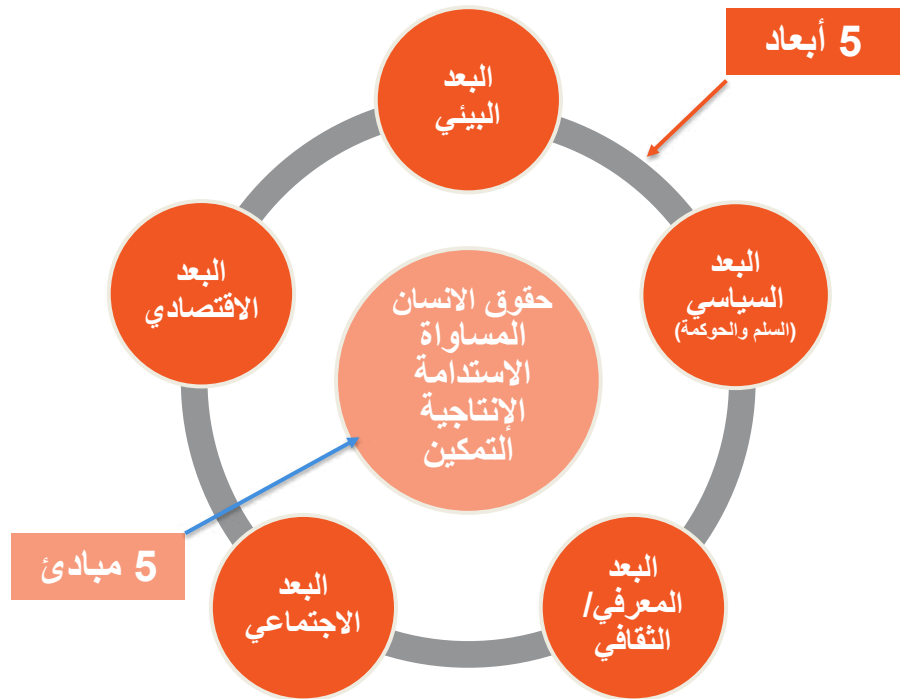 5 أبعاد
البعد
البيئي
البعد
السياسي
(السلم والحوكمة)
البعد
الاقتصادي
حقوق الانسان
المساواة
الاستدامة
الإنتاجية
التمكين
5 مبادئ
البعد
المعرفي/
الثقافي
البعد
الاجتماعي